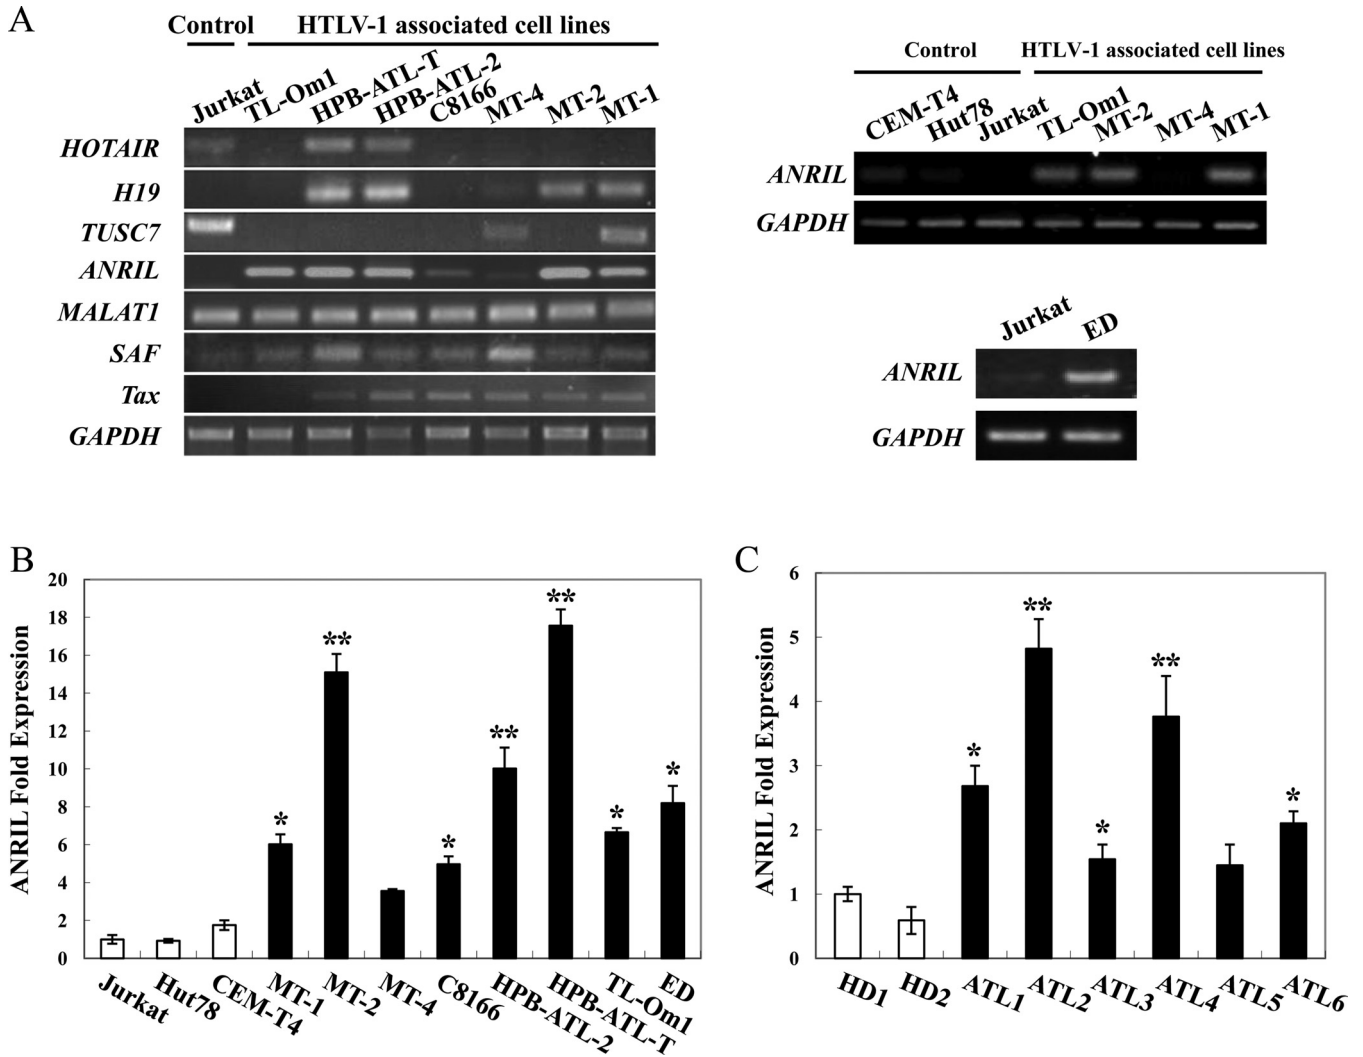 A
Control HTLV-1 associated cell lines
Jurkat TL-Om1 HPB-ATL-T HPB-ATL-2 C8166 MT-4 MT-2 MT-1
HOTAIR
H19
TUSC7
ANRIL
MALAT1
SAF
Tax
GAPDH
Control HTLV-1 associated cell lines
CEM-T4 Hut78 Jurkat TL-Om1 MT-2 MT-4 MT-1
ANRIL
GAPDH
Jurkat ED
ANRIL
GAPDH
B
ANRIL Fold Expression
20
18
16
14
12
10
8
6
4
2
0
* ** * ** ** * *
Jurkat Hut78 CEM-T4 MT-1 MT-2 MT-4 C8166 HPB-ATL-2 HPB-ATL-T TL-Om1 ED
C
ANRIL Fold Expression
6
5
4
3
2
1
0
* ** * ** *
HD1 HD2 ATL1 ATL2 ATL3 ATL4 ATL5 ATL6